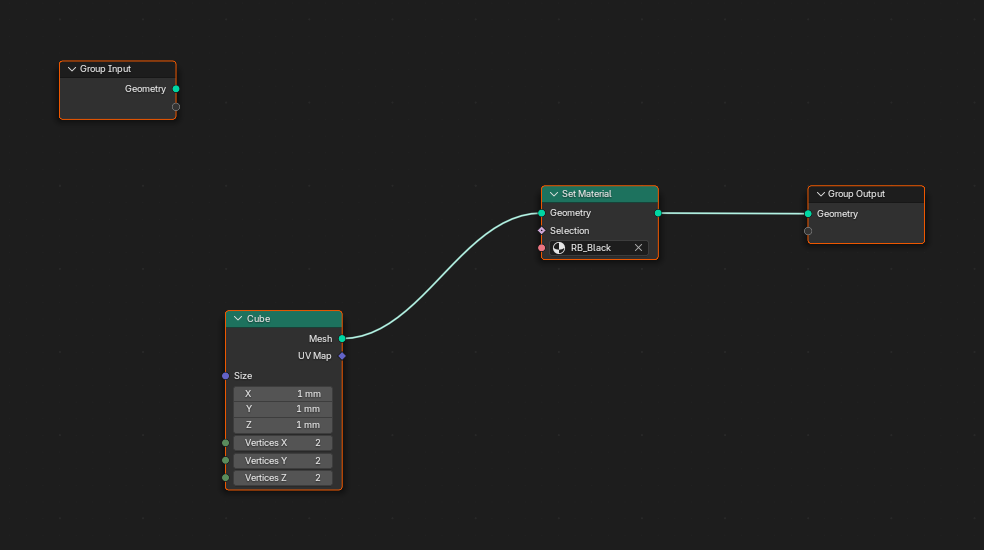 Group Input
Geometry
Set Material
Geometry
Selection
RB_Black
Group Output
Geometry
Cube
Mesh
UV Map
Size
X 1 mm
Y 1 mm
Z 1 mm
Vertices X 2
Vertices Y 2
Vertices Z 2